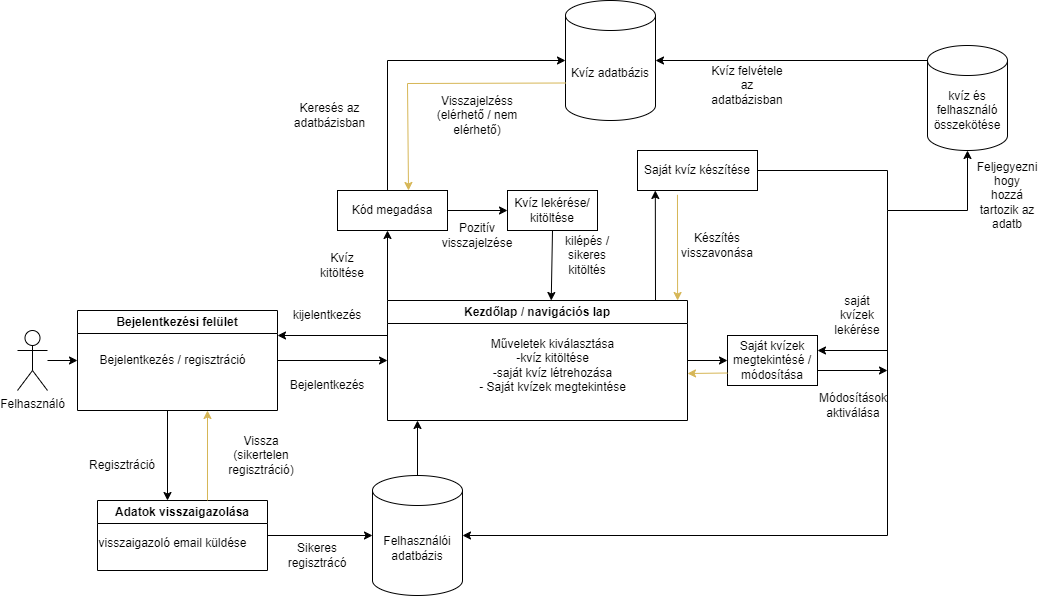 Kvíz adatbázis
Kvíz felvétele
az
adatbázisban
kvíz és
felhasználó
összekötése
Keresés az
adatbázisban
Visszajelzéss
(elérhető / nem
elérhető)
Saját kvíz készítése
Feljegyezni
hogy
hozzá
tartozik az
adatb
Kód megadása
Kvíz lekérése/
kitöltése
Pozitív
visszajelzése
kilépés /
sikeres
kitöltés
Készítés
visszavonása
Kvíz
kitöltése
Bejelentkezési felület
Bejelentkezés / regisztráció
kijelentkezés
Bejelentkezés
Kezdőlap / navigációs lap
Műveletek kiválasztása
-kvíz kitöltése
-saját kvíz létrehozása
- Saját kvízek megtekintése
saját
kvízek
lekérése
Saját kvízek
megtekintésé /
módosítása
Módosítások
aktiválása
Felhasználó
Regisztráció
Vissza
(sikertelen
regisztráció)
Adatok visszaigazolása
visszaigazoló email küldése
Sikeres
regisztrácó
Felhasználói
adatbázis